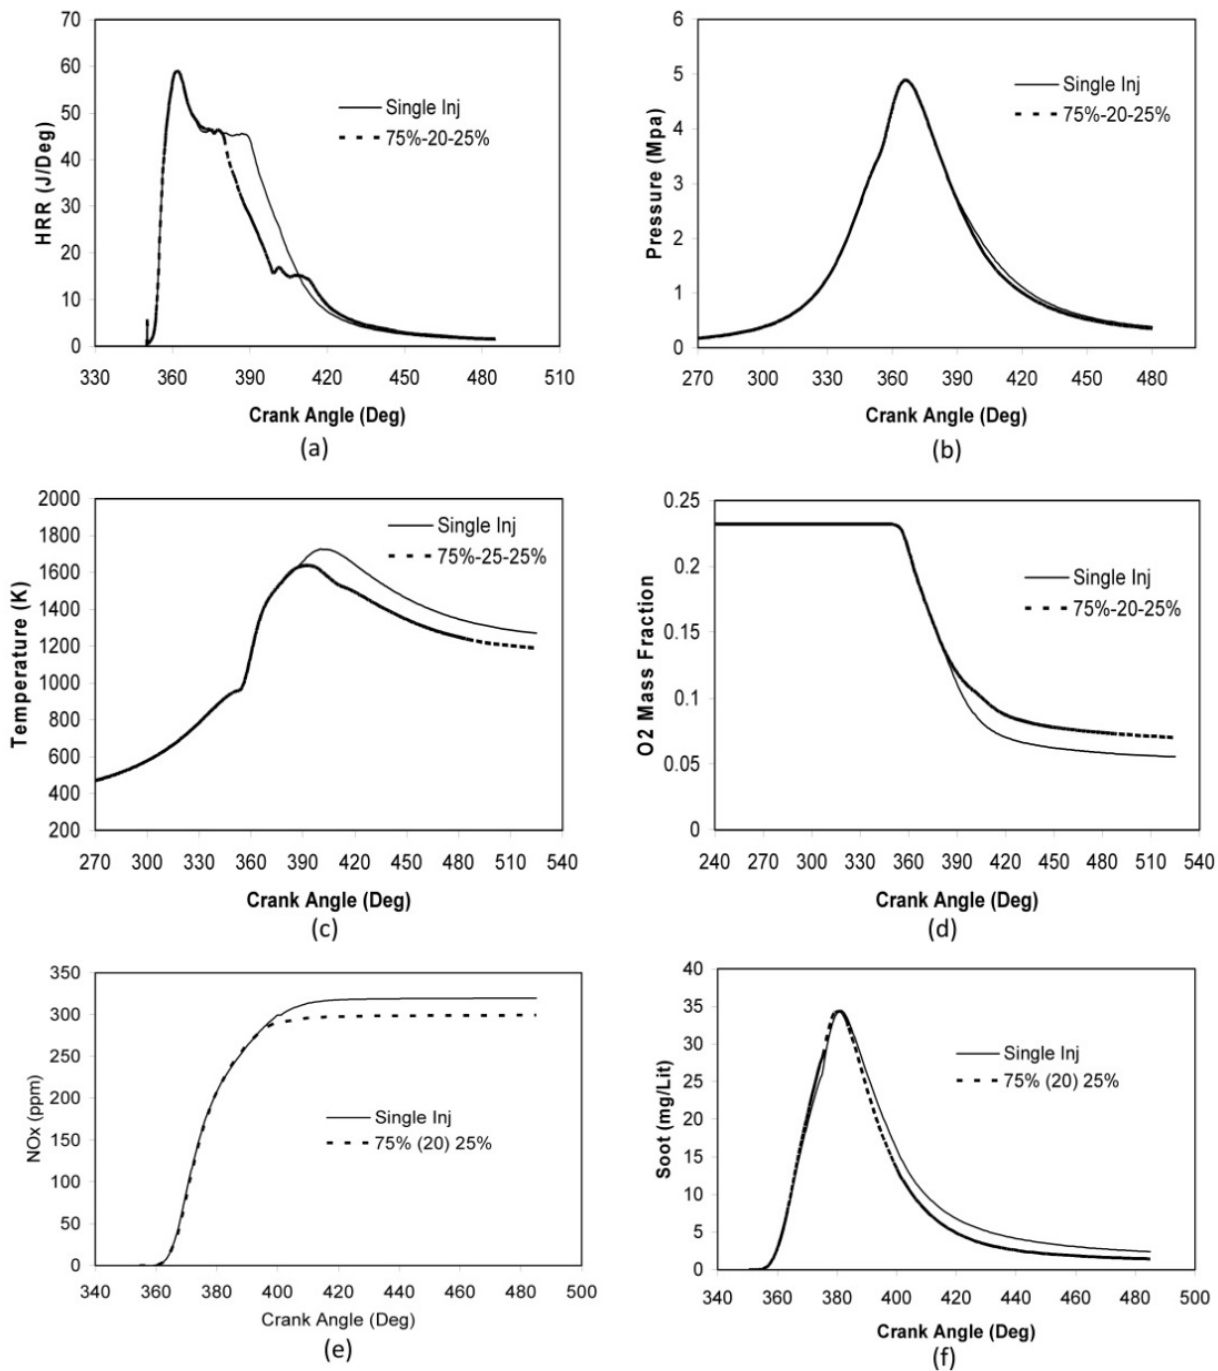 70
60
50
40
30
20
10
0
HRR (J/Deg)
Single Inj
75%-20-25%
330 360 390 420 450 480 510
Crank Angle (Deg)
(a)
6
5
4
3
2
1
0
Pressure (Mpa)
Single Inj
75%-20-25%
270 300 330 360 390 420 450 480
Crank Angle (Deg)
(b)
2000
1800
1600
1400
1200
1000
800
600
400
200
Temperature (K)
Single Inj
75%-25-25%
270 300 330 360 390 420 450 480 510 540
Crank Angle (Deg)
(c)
0.25
0.2
0.15
0.1
0.05
0
O2 Mass Fraction
Single Inj
75%-20-25%
240 270 300 330 360 390 420 450 480 510 540
Crank Angle (Deg)
(d)
350
300
250
200
150
100
50
0
NOx (ppm)
Single Inj
75% (20) 25%
340 360 380 400 420 440 460 480 500
Crank Angle (Deg)
(e)
40
35
30
25
20
15
10
5
0
Soot (mg/Lit)
Single Inj
75% (20) 25%
340 360 380 400 420 440 460 480 500
Crank Angle (Deg)
(f)